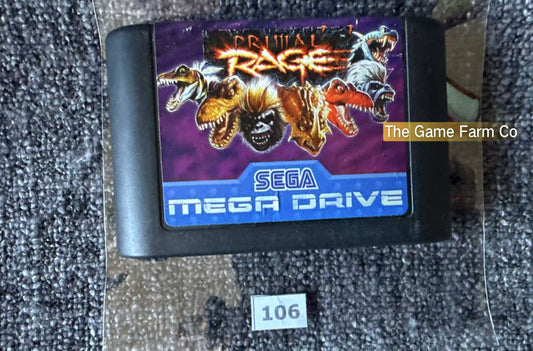 PRIMAL
RAGE
The Game Farm Co
SEGA
MEGA DRIVE
106